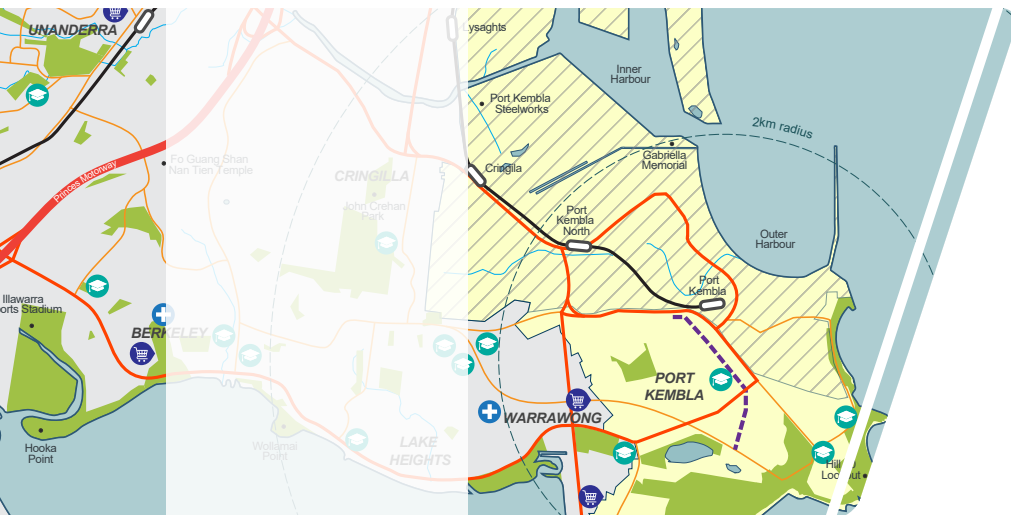 UNANDERRA
Lysaghts
Inner
Harbour
Port Kembla
Steelworks
2km radius
Princes Motorway
Fo Guang Shan
Nan Tien Temple
CRINGILLA
Cringila
Gabriella
Memorial
John Crehan
Park
Port
Kembla
North
Outer
Harbour
Port
Kembla
Illawarra
orts Stadium
BERKELEY
PORT
KEMBLA
WARRAWONG
Hooka
Point
Wollamai
Point
LAKE
HEIGHTS
Hill